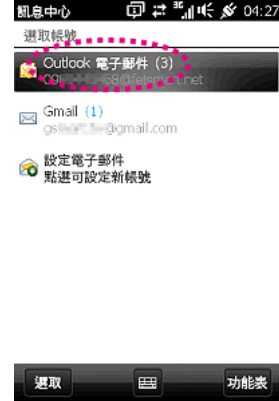 訊息中心 04:27
選取帳號
Outlook 電子郵件 (3)
Gmail (1)
@gmail.com
設定電子郵件
點選可設定新帳號
選取 功能表